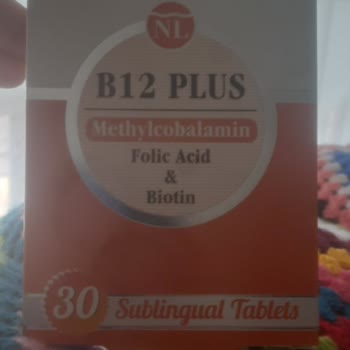 NL
B12 PLUS
Methylcobalamin
Folic Acid
&
Biotin
30 Sublingual Tablets